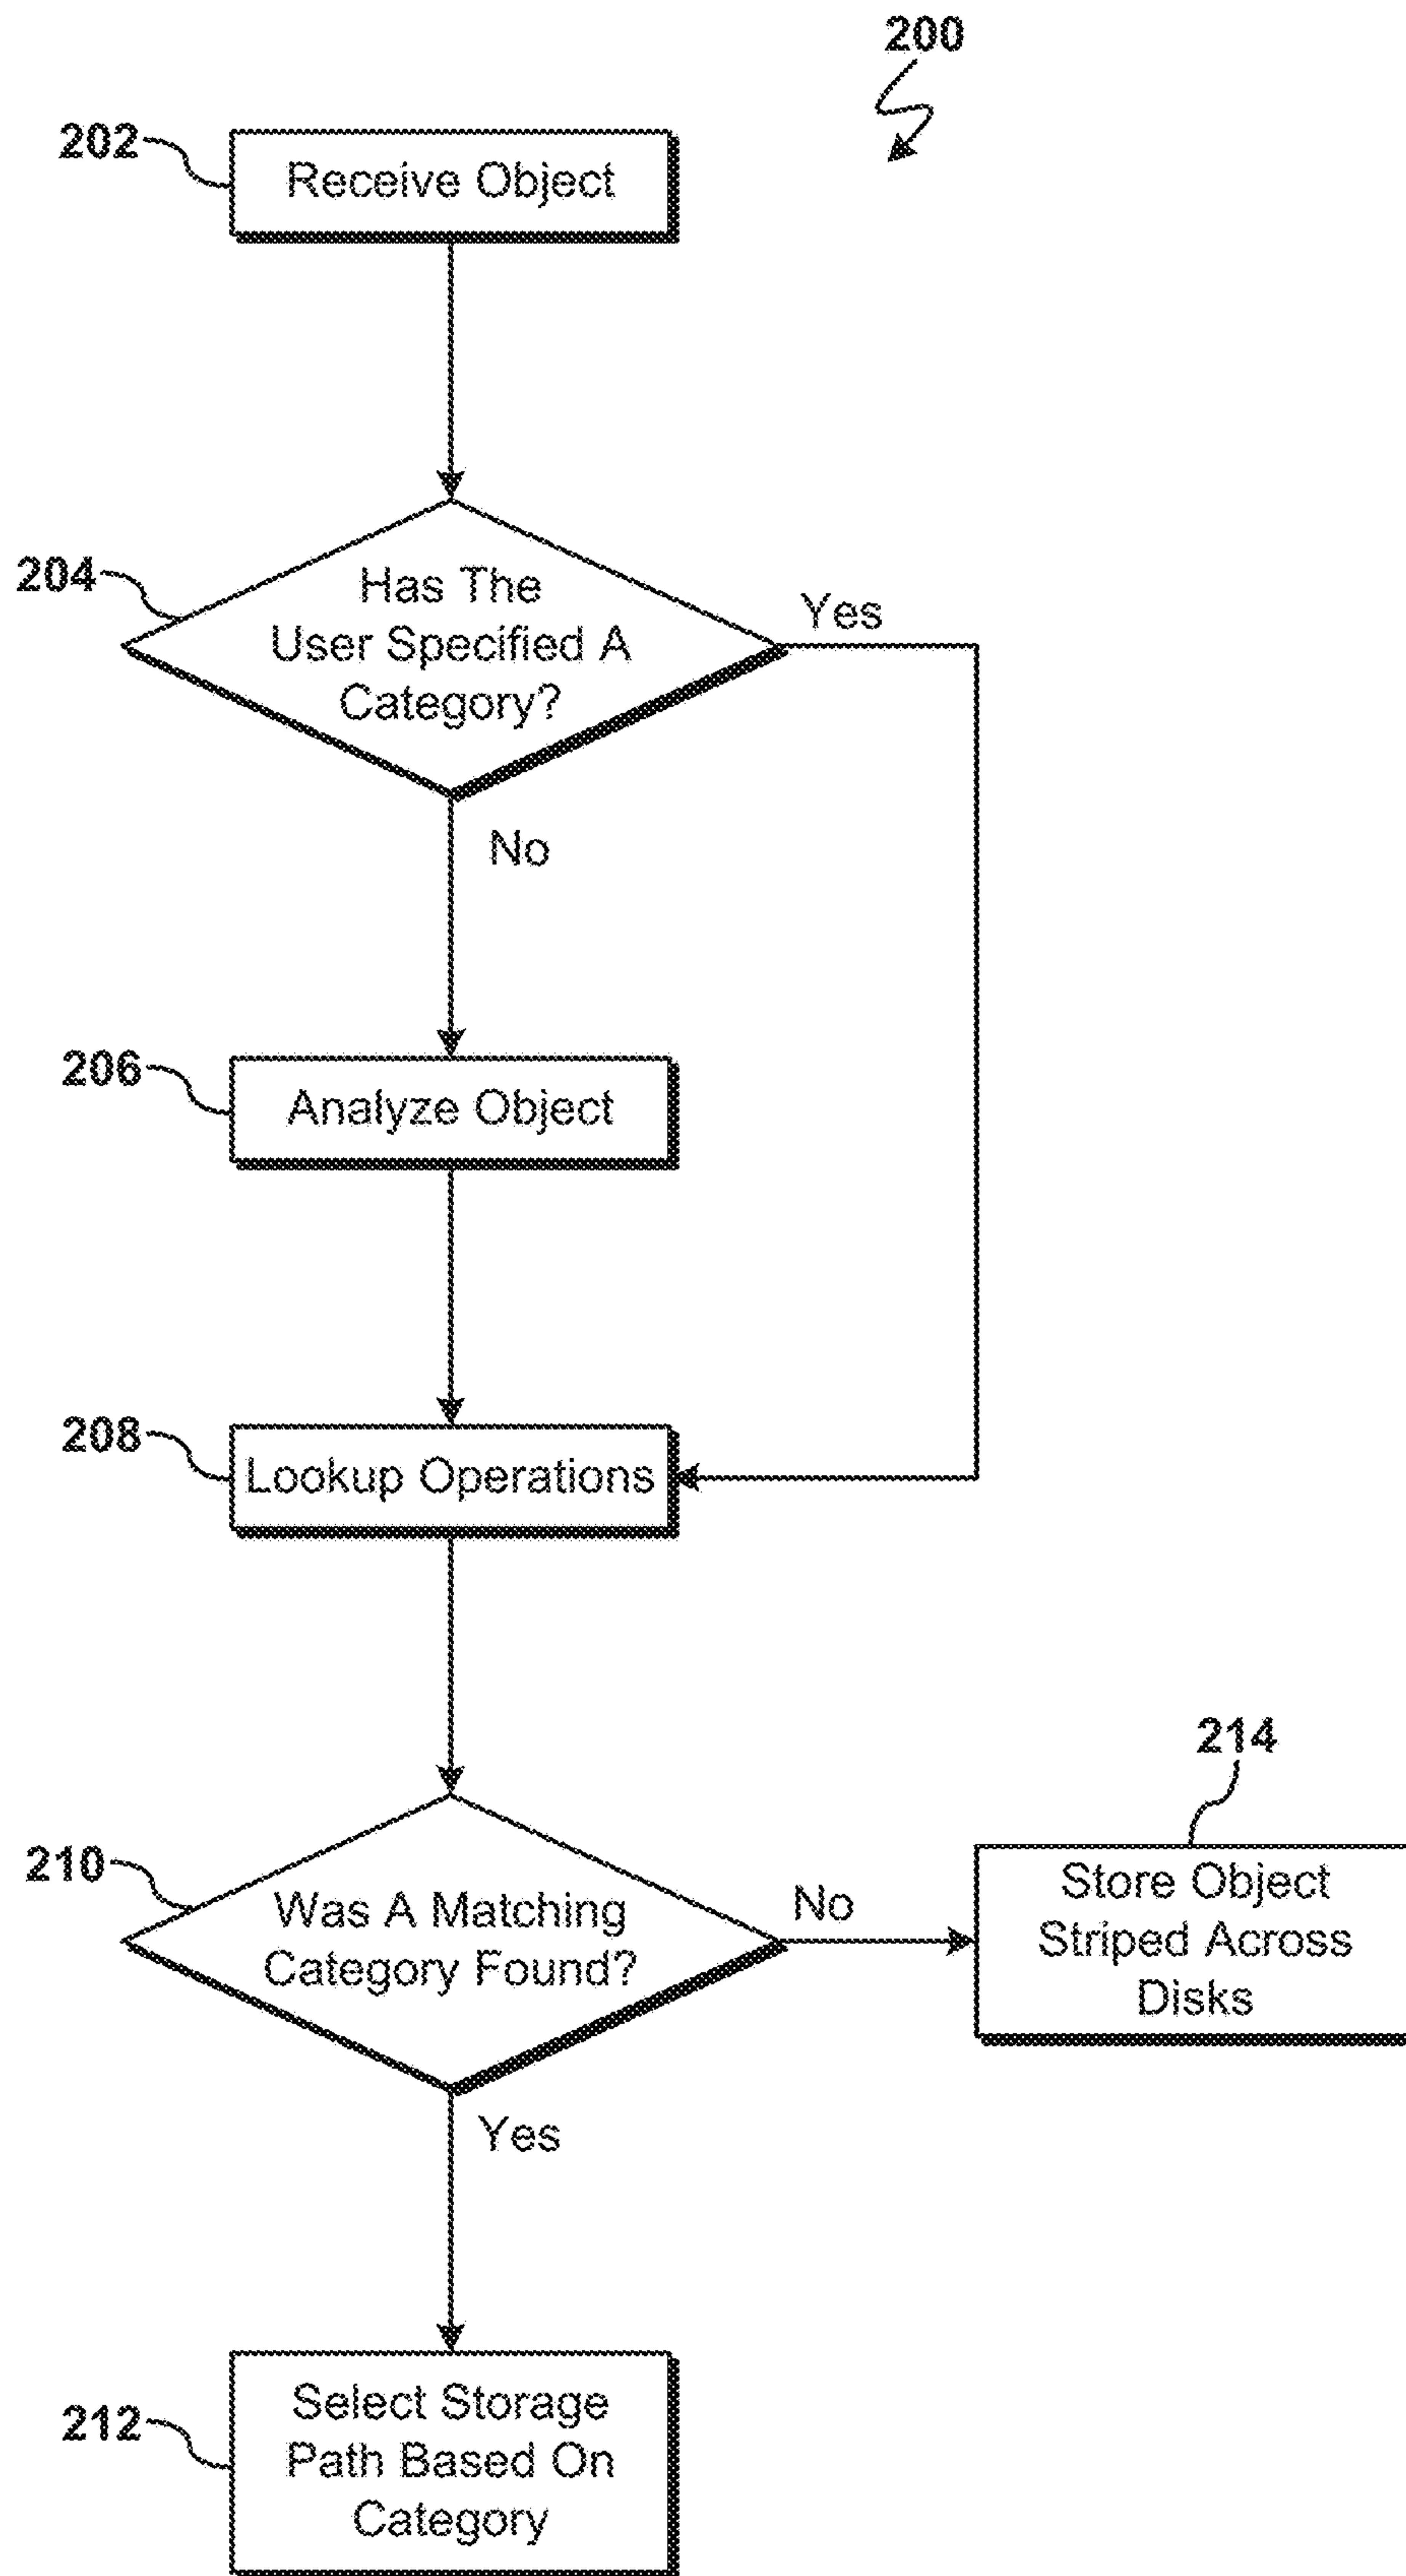 200
202
Receive Object
204
Has The
User Specified A
Category?
Yes
No
206
Analyze Object
208
Lookup Operations
210
Was A Matching
Category Found?
No
214
Store Object
Striped Across
Disks
Yes
212
Select Storage
Path Based On
Category